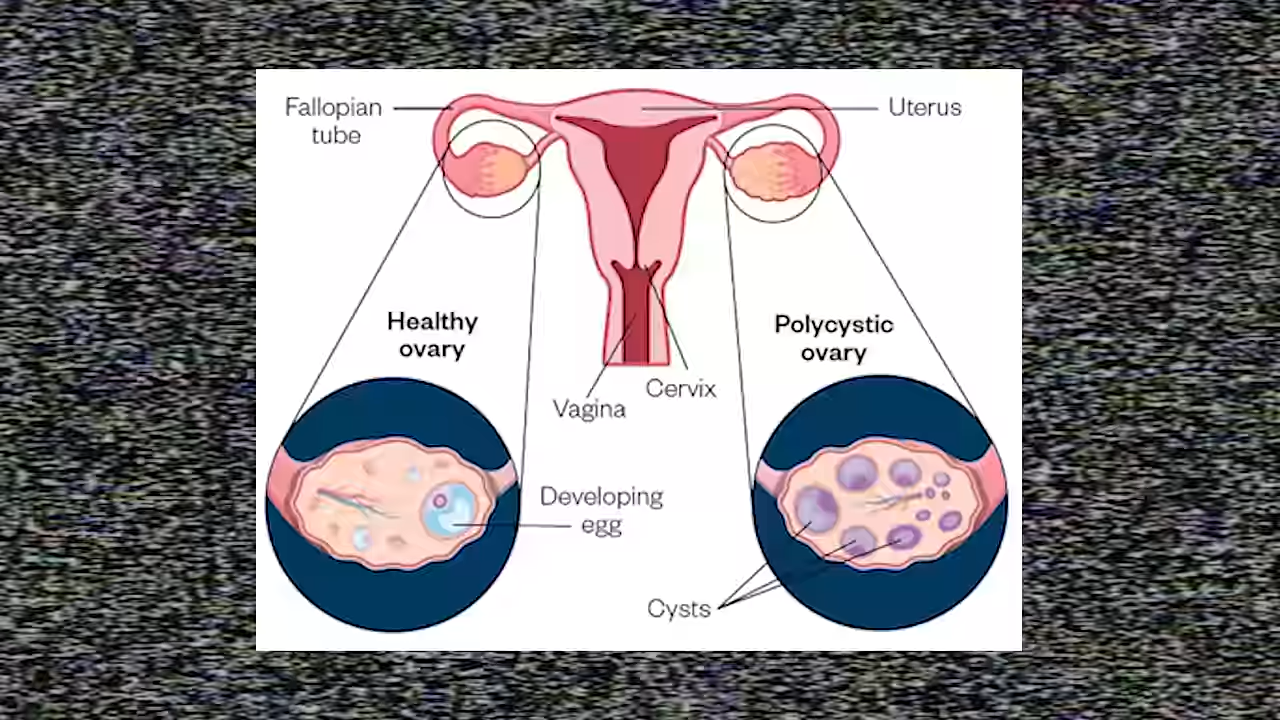 Fallopian
tube
Uterus
Healthy
ovary
Polycystic
ovary
Cervix
Vagina
Developing
egg
Cysts